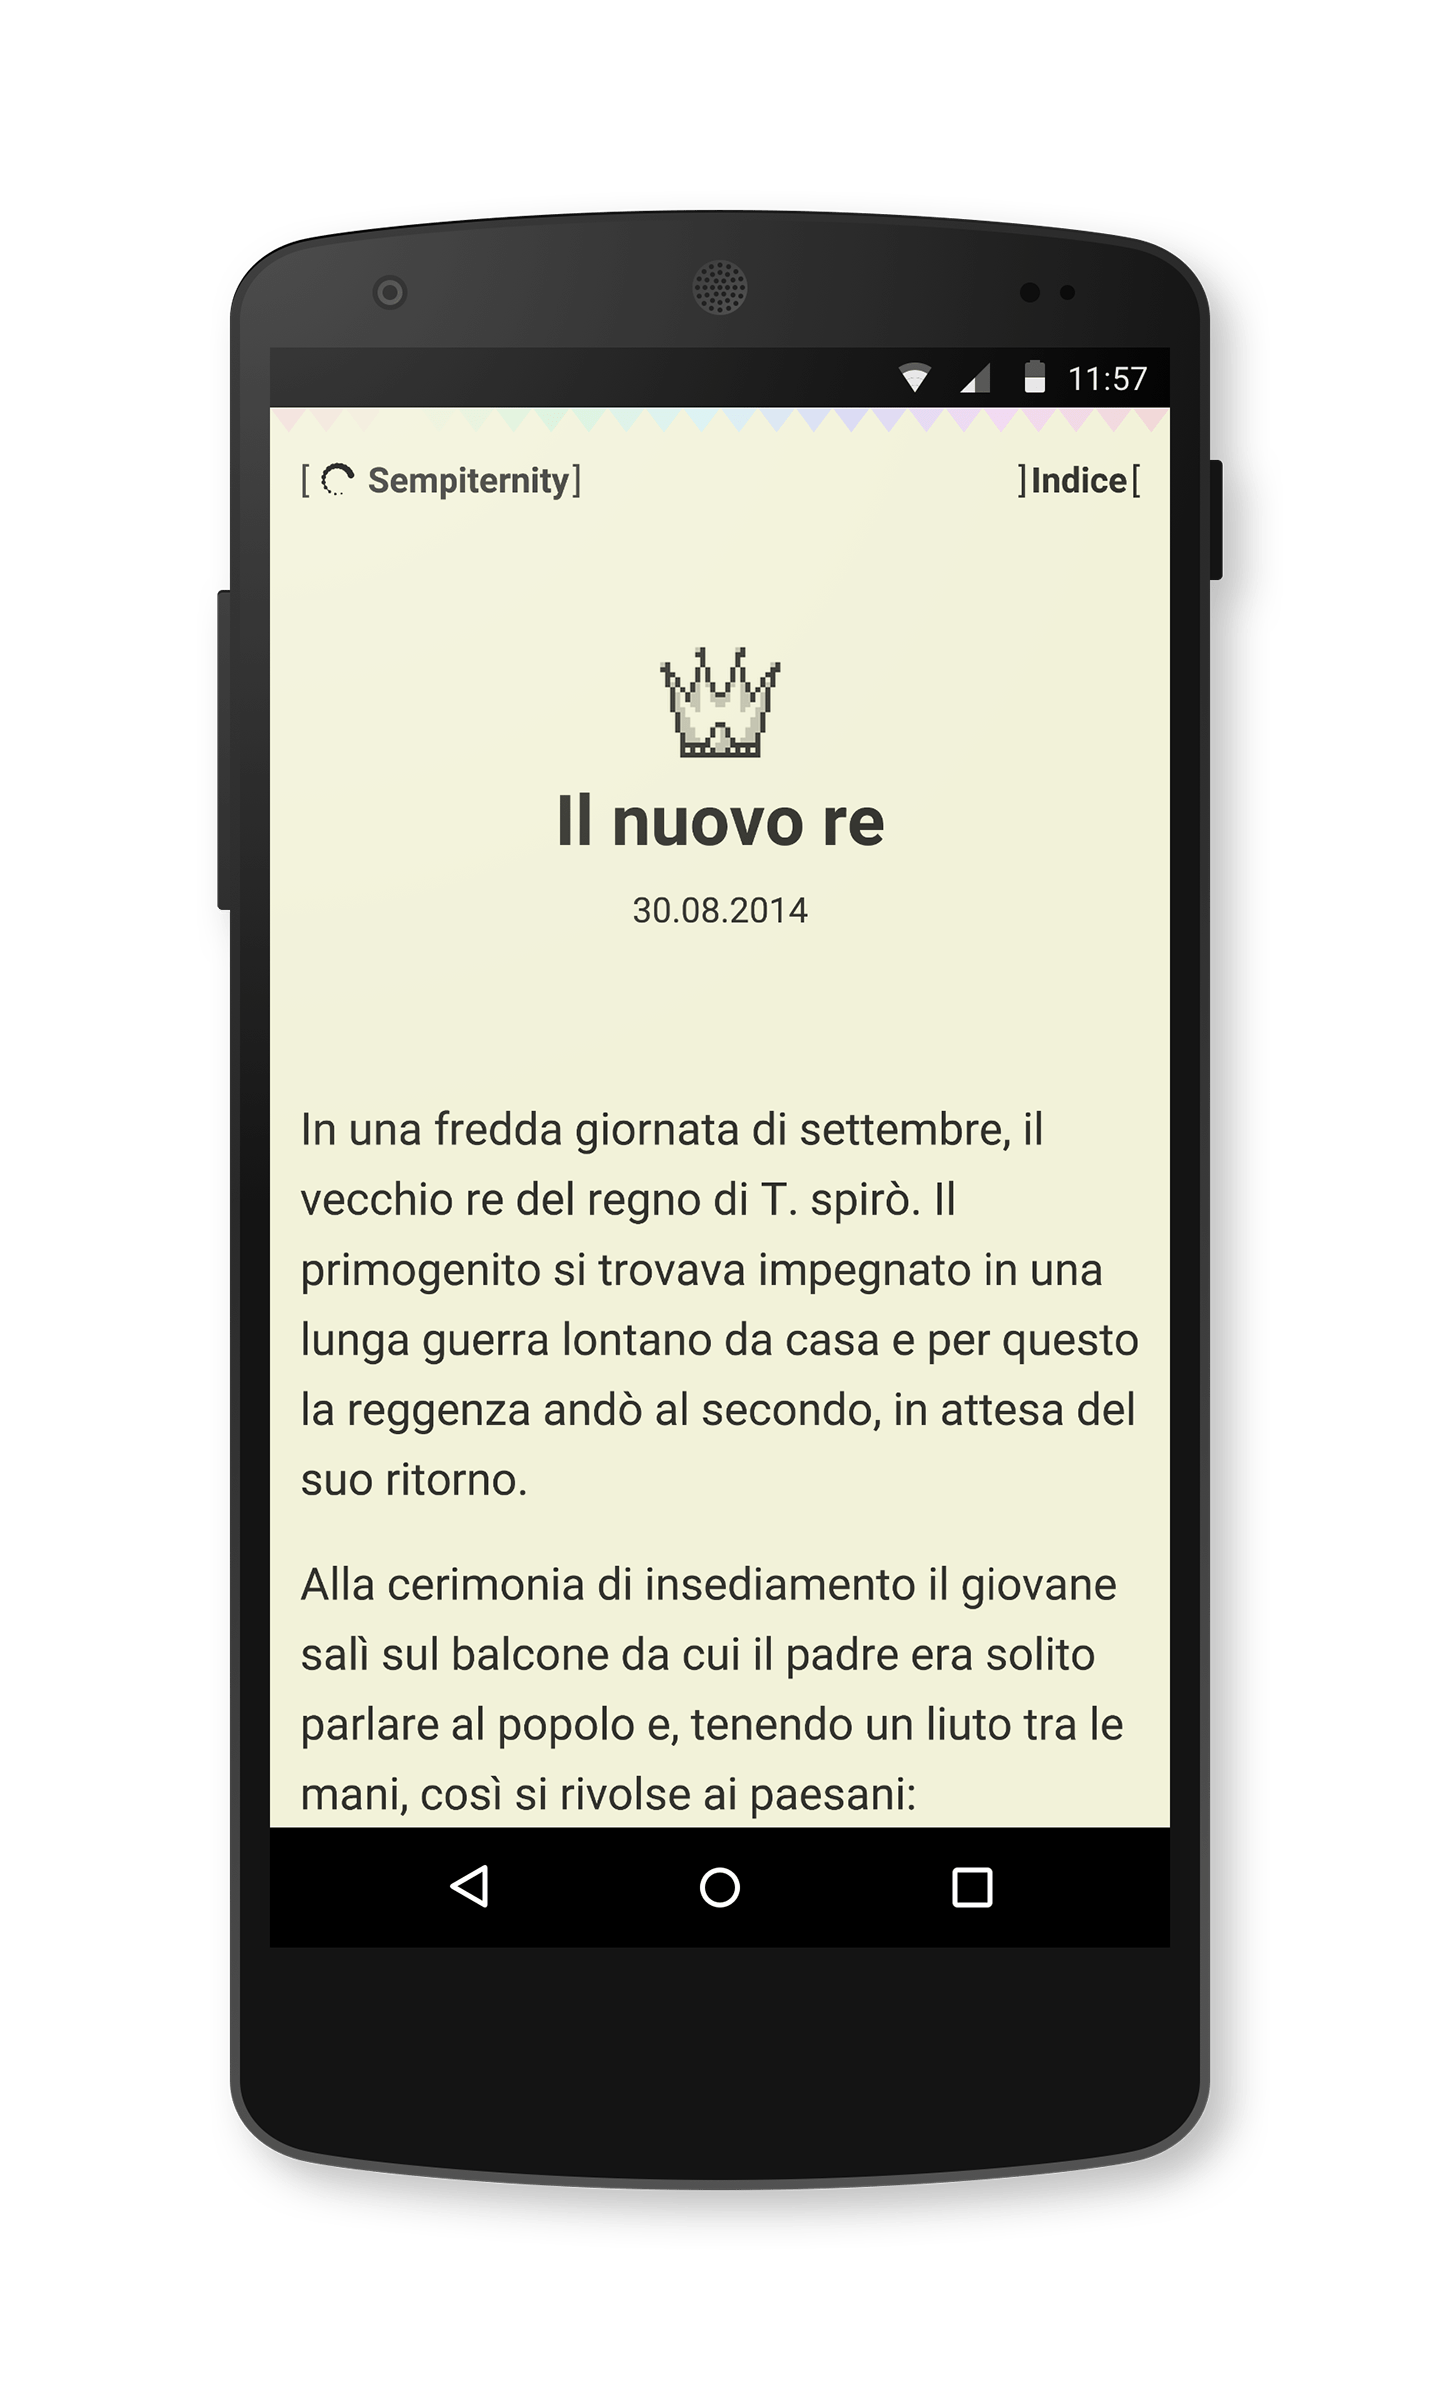 11:57
[ Sempiternity]
]Indice[
Il nuovo re
30.08.2014
In una fredda giornata di settembre, il
vecchio re del regno di T. spirò. Il
primogenito si trovava impegnato in una
lunga guerra lontano da casa e per questo
la reggenza andò al secondo, in attesa del
suo ritorno.
Alla cerimonia di insediamento il giovane
salì sul balcone da cui il padre era solito
parlare al popolo e, tenendo un liuto tra le
mani, così si rivolse ai paesani: